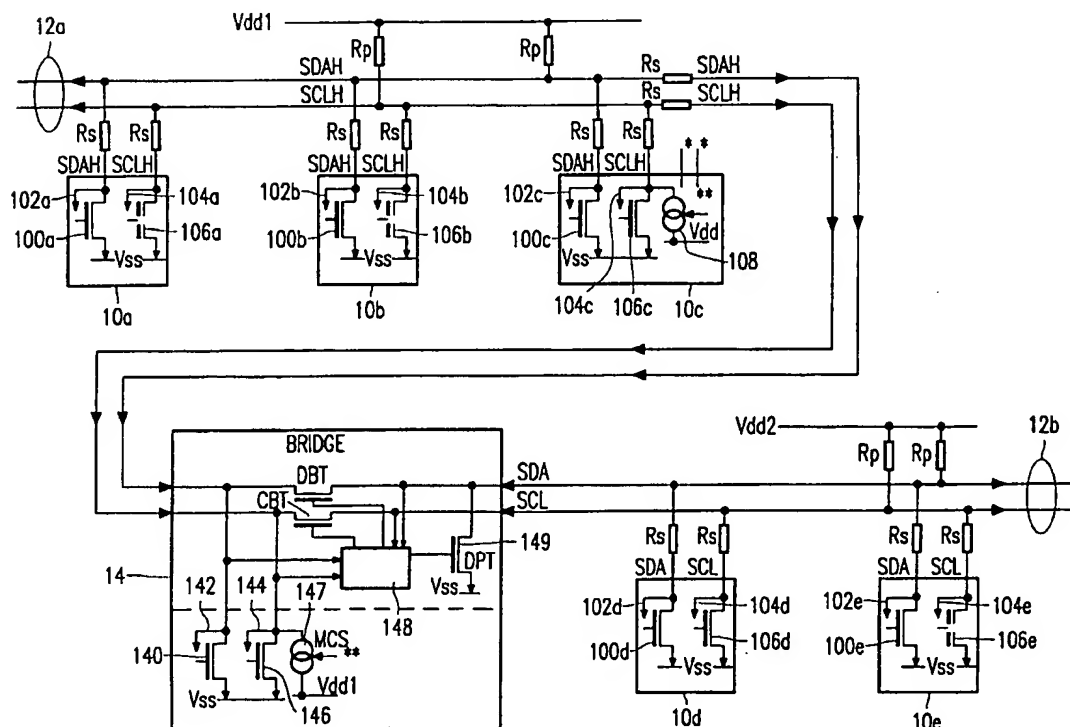 12a
Vdd1
Rp
Rp
SDAH
SCLH
Rs SDAH
Rs SCLH
Rs Rs Rs Rs Rs Rs
SDAH SCLH SDAH SCLH SDAH SCLH * *
**
102a 104a 102b 104b 102c
100a 106a 100b 106b 100c Vdd
Vss Vss Vss 108
10a 10b 104c 106c 10c
BRIDGE
DBT SDA
CBT SCL
Vdd2 12b
Rp Rp
149
DPT
Vss
14
142 144 147 148
MCS **
140
Vss Vdd1
146
Rs Rs Rs Rs
SDA SCL SDA SCL
102d 104d 102e 104e
100d 106d 100e 106e
Vss Vss
10d 10e